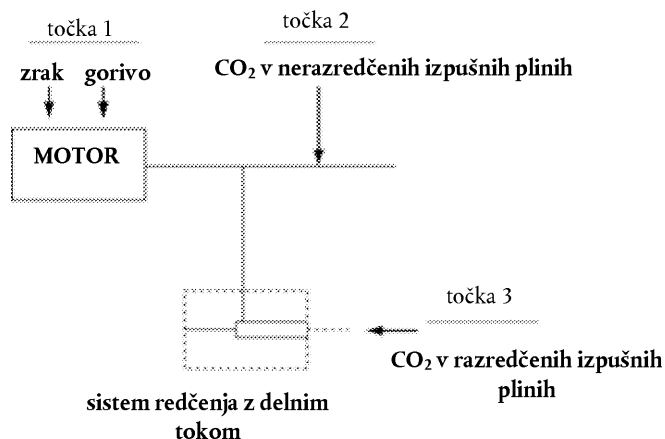 točka 1
točka 2
zrak gorivo
CO₂ v nerazredčenih izpušnih plinih
MOTOR
točka 3
CO₂ v razredčenih izpušnih
plinih
sistem redčenja z delnim
tokom